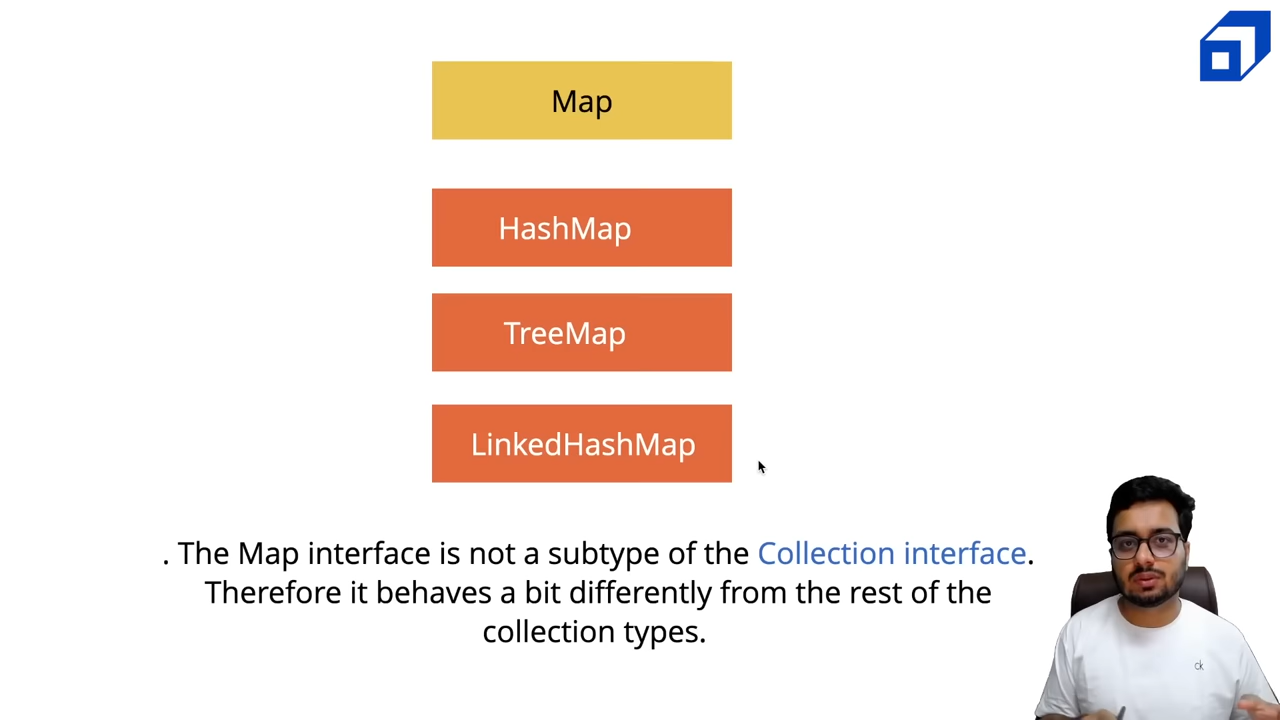 Map
HashMap
TreeMap
LinkedHashMap
. The Map interface is not a subtype of the Collection interface.
Therefore it behaves a bit differently from the rest of the
collection types.
ck